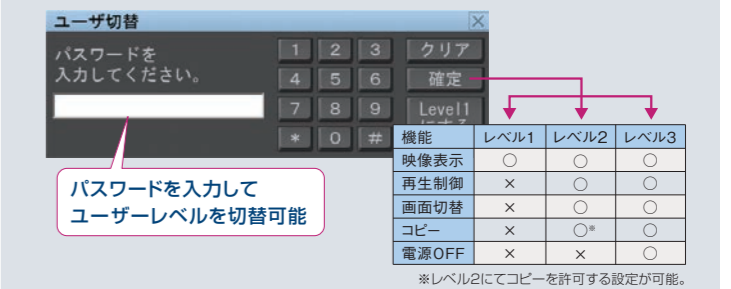 ユーザ切替
パスワードを
入力してください。
1 2 3 クリア
4 5 6 確定
7 8 9 Level1
* 0 #
パスワードを入力して
ユーザーレベルを切替可能
機能 レベル1 レベル2 レベル3
映像表示 ○ ○ ○
再生制御 × ○ ○
画面切替 × ○ ○
コピー × ○※ ○
電源OFF × × ○
※レベル2にてコピーを許可する設定が可能。